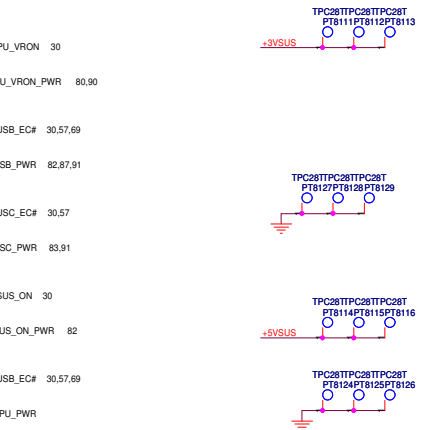 TPC28TTPC28TTPC28T
PT8111PT8112PT8113
+3VSUS
PU_VRON 30
U_VRON_PWR 80,90
USB_EC# 30,57,69
SB_PWR 82,87,91
TPC28TTPC28TTPC28T
PT8127PT8128PT8129
USC_EC# 30,57
SC_PWR 83,91
SUS_ON 30
TPC28TTPC28TTPC28T
PT8114PT8115PT8116
US_ON_PWR 82
+5VSUS
USB_EC# 30,57,69
TPC28TTPC28TTPC28T
PT8124PT8125PT8126
PU_PWR